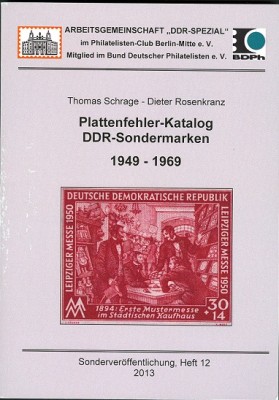 ARBEITSGEMEINSCHAFT „DDR-SPEZIAL"
im Philatelisten-Club Berlin-Mitte e. V.
Mitglied im Bund Deutscher Philatelisten e. V.
BDPh
Thomas Schrage - Dieter Rosenkranz
Plattenfehler-Katalog
DDR-Sondermarken
1949 - 1969
DEUTSCHE DEMOKRATISCHE REPUBLIK
LEIPZIGER MESSE 1950
LEIPZIGER MESSE 1950
30
+14
1894: Erste Mustermesse
im Städtischen Kaufhaus
Sonderveröffentlichung, Heft 12
2013